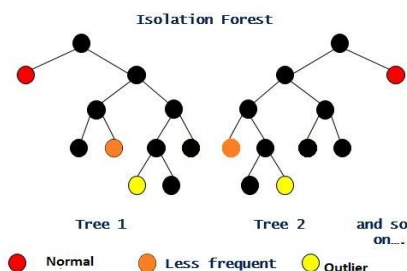 Isolation Forest
Tree 1 Tree 2 and so
on….
Normal Less frequent Outlier